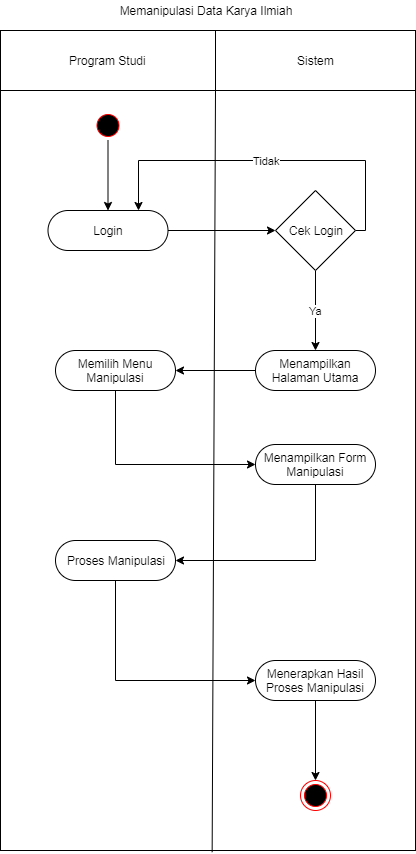 Memanipulasi Data Karya Ilmiah
Program Studi
Sistem
Tidak
Login
Cek Login
Ya
Memilih Menu
Manipulasi
Menampilkan
Halaman Utama
Menampilkan Form
Manipulasi
Proses Manipulasi
Menerapkan Hasil
Proses Manipulasi